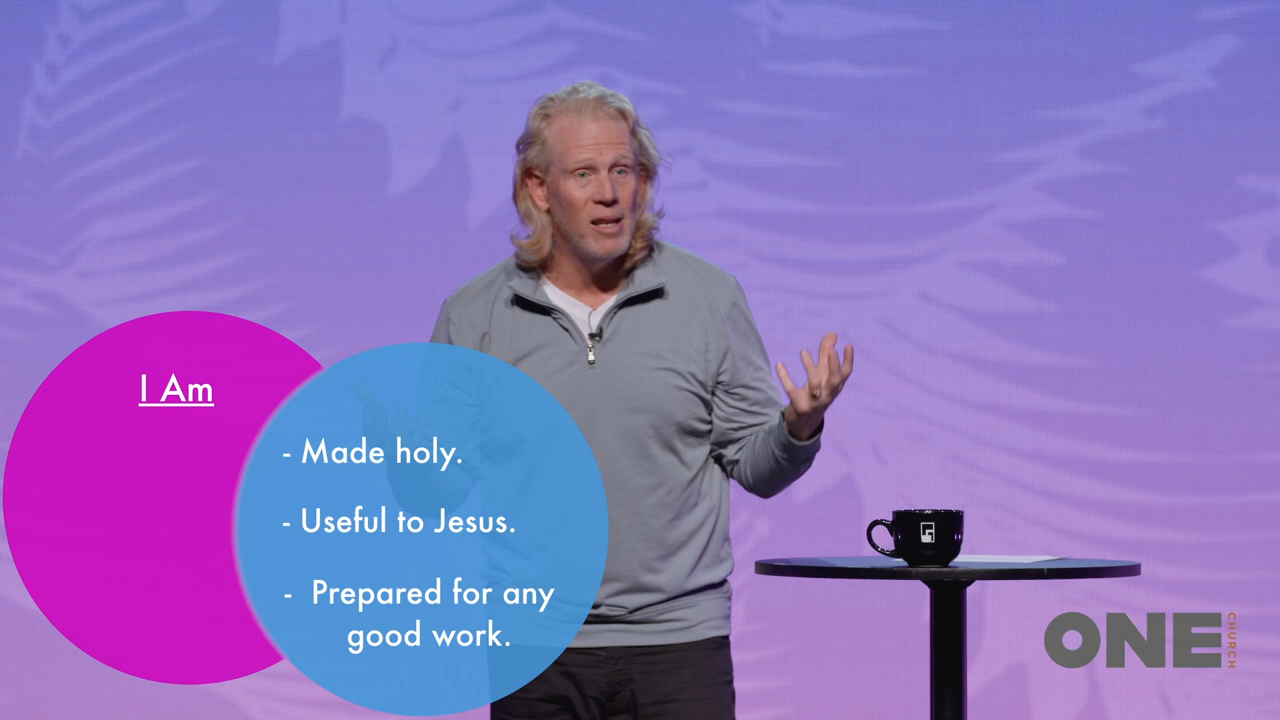 I Am
- Made holy.
- Useful to Jesus.
- Prepared for any
good work.
ONE
CHURCH